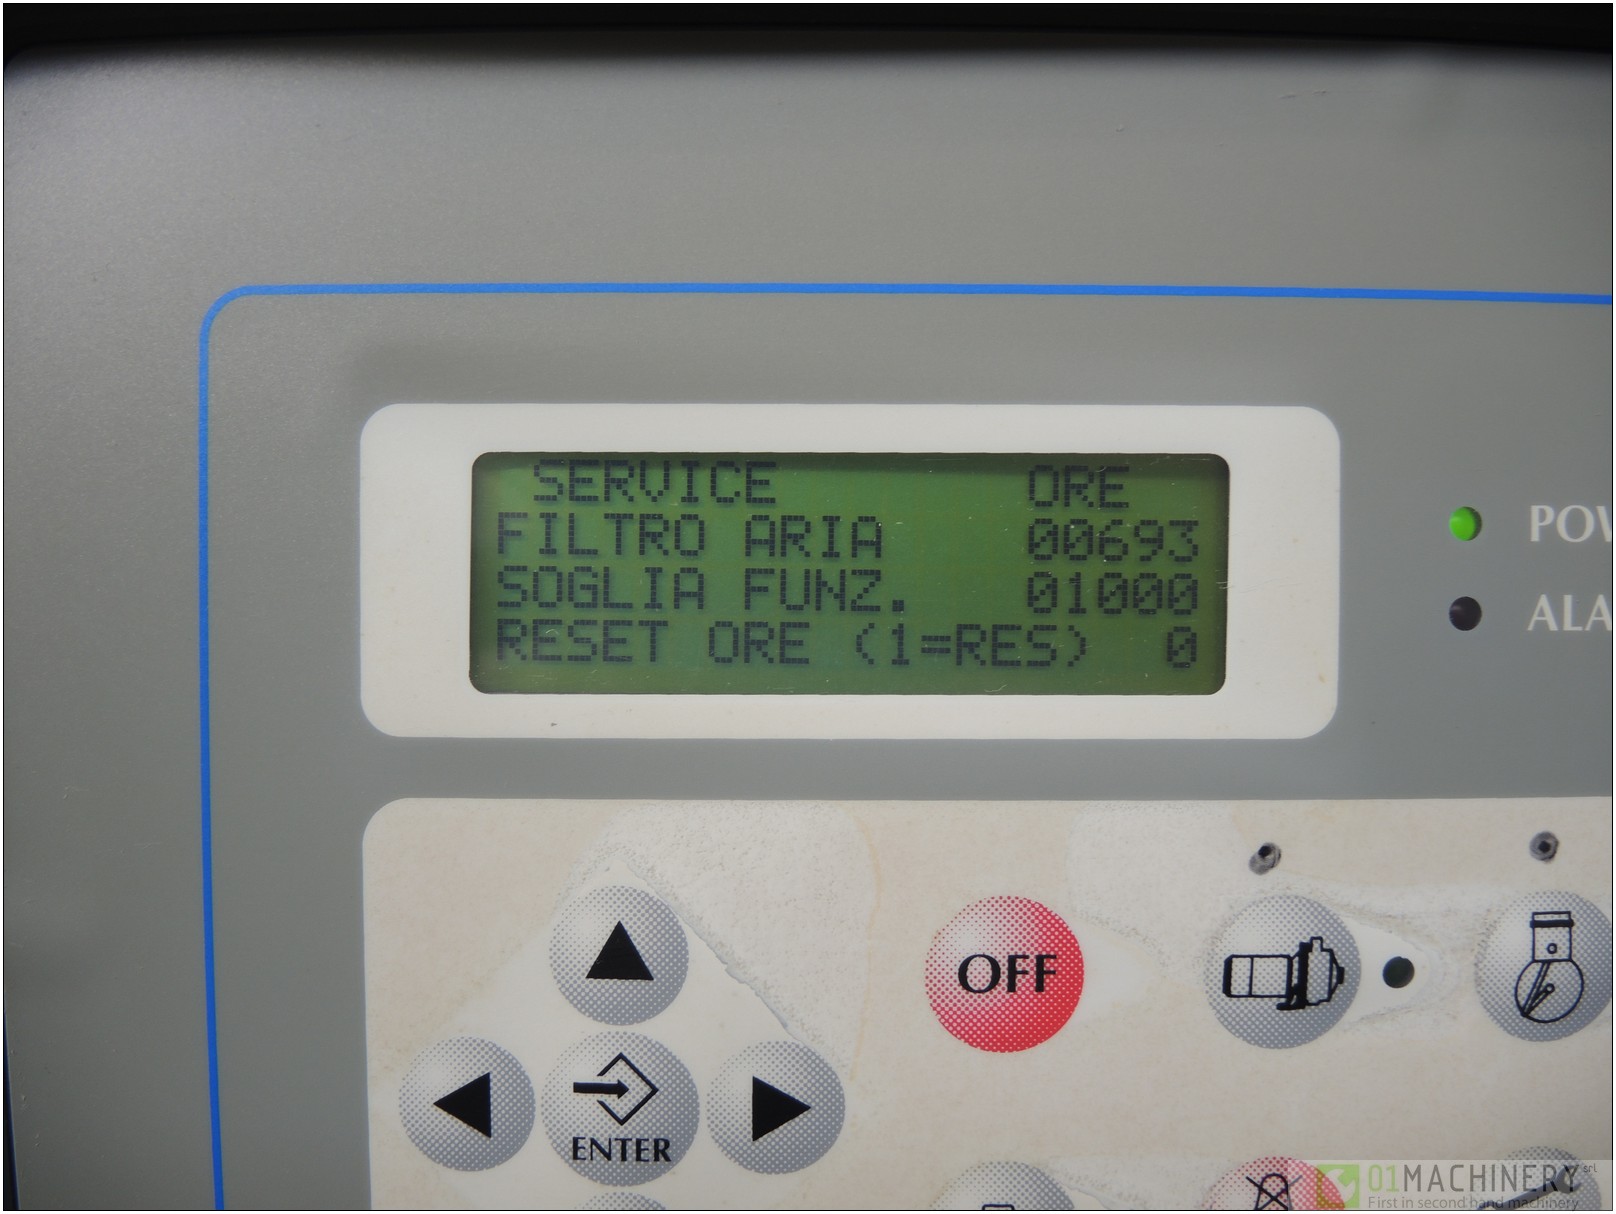 SERVICE ORE
FILTRO ARIA 00693
SOGLIA FUNZ. 01000
RESET ORE (1=RES) 0
POW
ALA
OFF
ENTER
01MACHINERY srl
First in second hand machinery